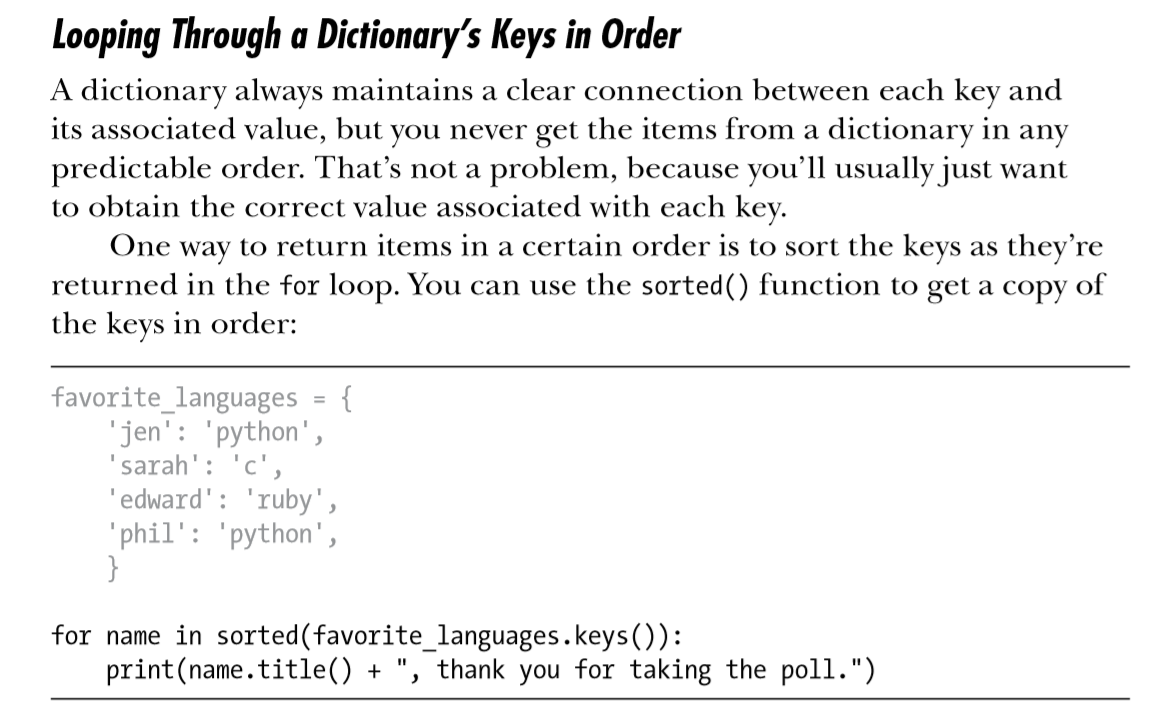 Looping Through a Dictionary’s Keys in Order
A dictionary always maintains a clear connection between each key and
its associated value, but you never get the items from a dictionary in any
predictable order. That’s not a problem, because you’ll usually just want
to obtain the correct value associated with each key.
One way to return items in a certain order is to sort the keys as they’re
returned in the for loop. You can use the sorted() function to get a copy of
the keys in order:
favorite_languages = {
    'jen': 'python',
    'sarah': 'c',
    'edward': 'ruby',
    'phil': 'python',
    }
for name in sorted(favorite_languages.keys()):
    print(name.title() + ", thank you for taking the poll.")